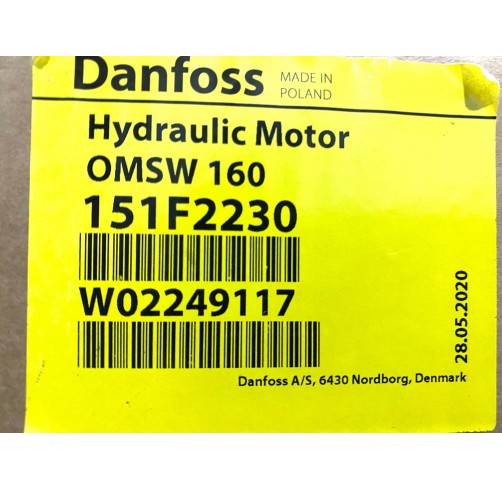 Danfoss
MADE IN
POLAND
Hydraulic Motor
OMSW 160
151F2230
W02249117
28.05.2020
Danfoss A/S, 6430 Nordborg, Denmark